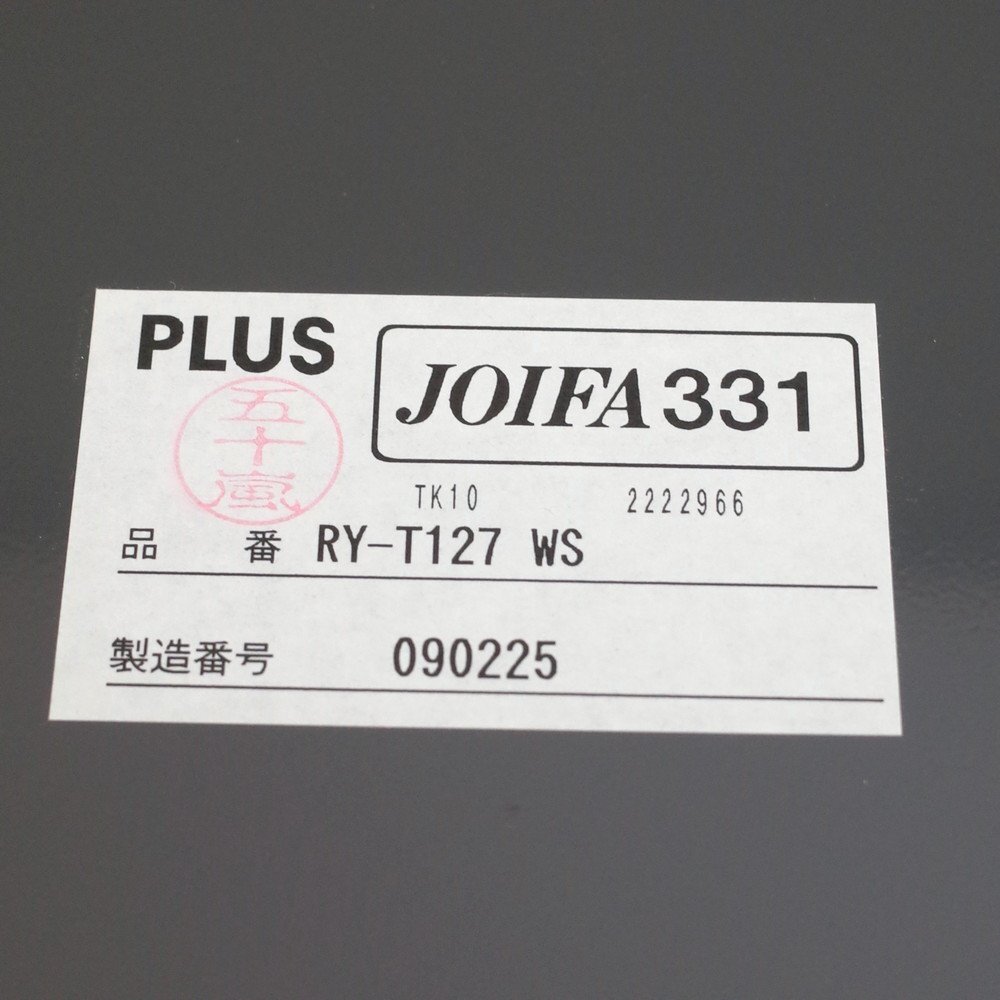 PLUS
JOIFA 331
五十嵐
TK10 2222966
品番 RY-T127 WS
製造番号 090225